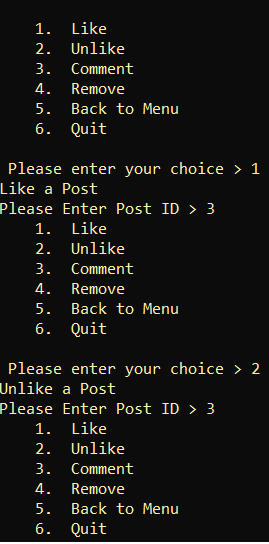 1. Like
2. Unlike
3. Comment
4. Remove
5. Back to Menu
6. Quit
Please enter your choice > 1
Like a Post
Please Enter Post ID > 3
1. Like
2. Unlike
3. Comment
4. Remove
5. Back to Menu
6. Quit
Please enter your choice > 2
Unlike a Post
Please Enter Post ID > 3
1. Like
2. Unlike
3. Comment
4. Remove
5. Back to Menu
6. Quit